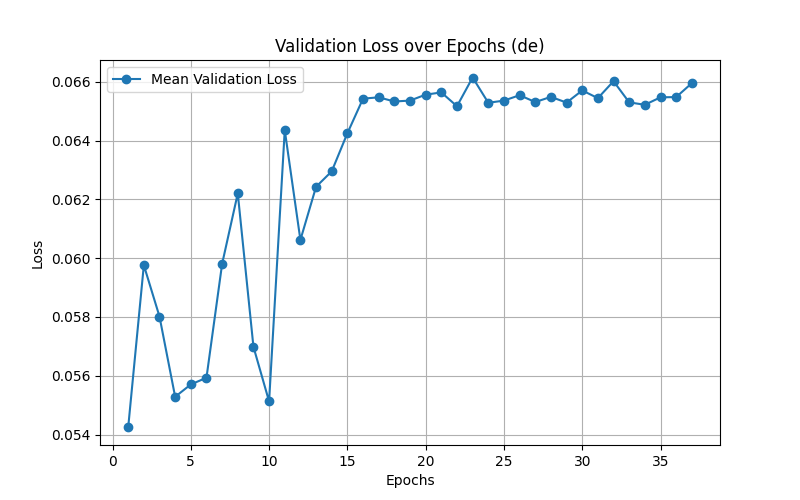 Validation Loss over Epochs (de)
Mean Validation Loss
0.066
0.064
0.062
0.060
0.058
0.056
0.054
Loss
0 5 10 15 20 25 30 35
Epochs